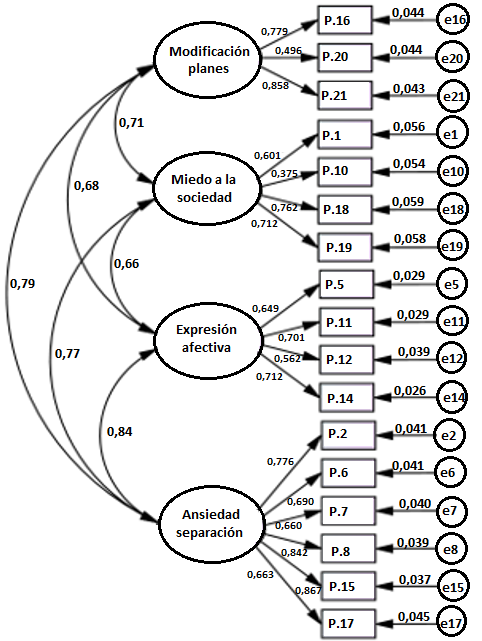 0,779 P.16 0,044 e16
Modificación
planes
0,496 P.20 0,044 e20
0,858 P.21 0,043 e21
0,71
0,601 P.1 0,056 e1
0,375 P.10 0,054 e10
Miedo a la
sociedad
0,762 P.18 0,059 e18
0,712 P.19 0,058 e19
0,68
0,66
0,79
0,649 P.5 0,029 e5
0,701 P.11 0,029 e11
Expresión
afectiva
0,562 P.12 0,039 e12
0,712 P.14 0,026 e14
0,77
0,84
0,776 P.2 0,041 e2
0,690 P.6 0,041 e6
0,660 P.7 0,040 e7
Ansiedad
separación
0,842 P.8 0,039 e8
0,867 P.15 0,037 e15
0,663 P.17 0,045 e17